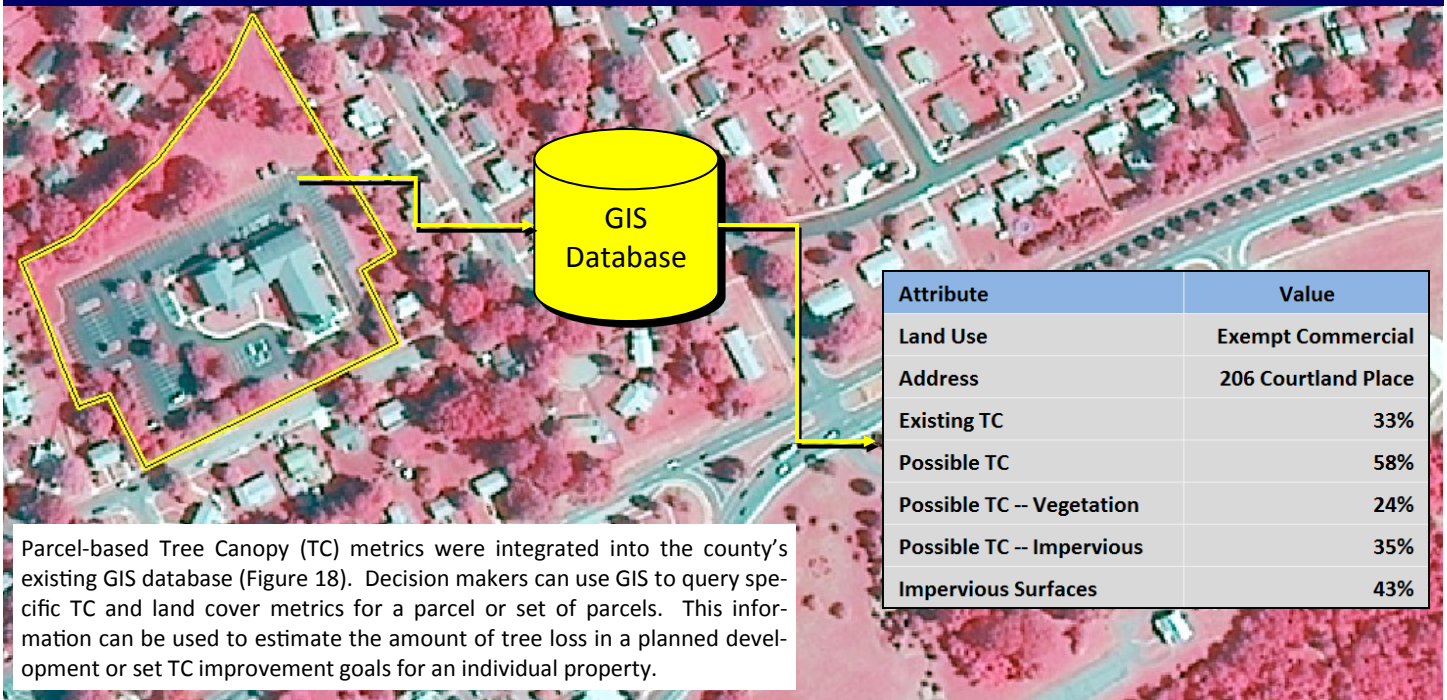 GIS
Database
Attribute Value
Land Use Exempt Commercial
Address 206 Courtland Place
Existing TC 33%
Possible TC 58%
Possible TC -- Vegetation 24%
Possible TC -- Impervious 35%
Impervious Surfaces 43%
Parcel-based Tree Canopy (TC) metrics were integrated into the county's
existing GIS database (Figure 18). Decision makers can use GIS to query spe-
cific TC and land cover metrics for a parcel or set of parcels. This infor-
mation can be used to estimate the amount of tree loss in a planned devel-
opment or set TC improvement goals for an individual property.